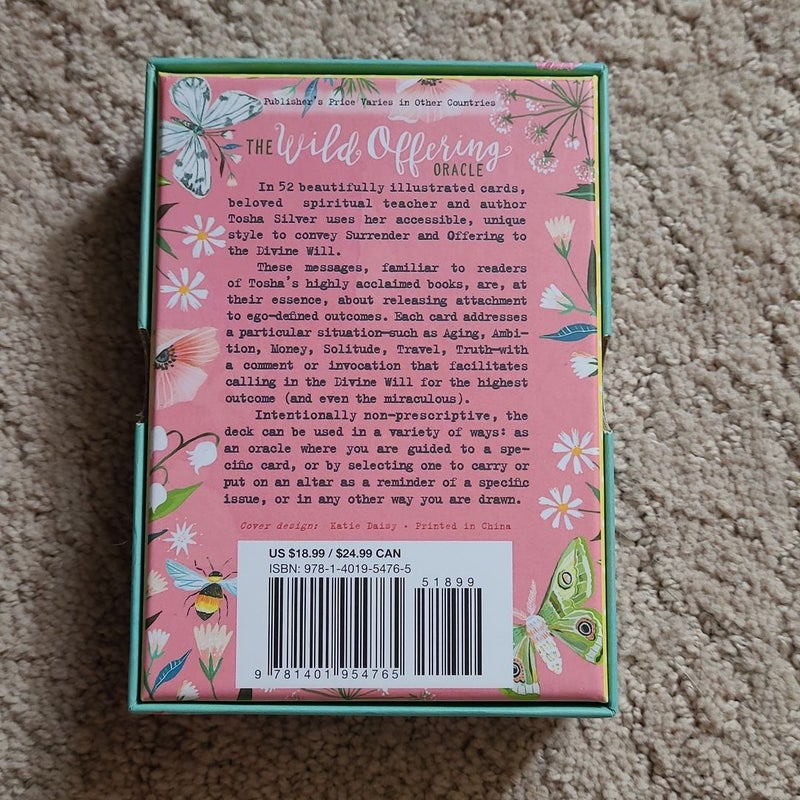 Publisher's Price Varies in Other Countries
THE Wild Offering
ORACLE
In 52 beautifully illustrated cards,
beloved spiritual teacher and author
Tosha Silver uses her accessible, unique
style to convey Surrender and Offering to
the Divine Will.
These messages, familiar to readers
of Tosha's highly acclaimed books, are, at
their essence, about releasing attachment
to ego-defined outcomes. Each card addresses
a particular situation—such as Aging, Ambi-
tion, Money, Solitude, Travel, Truth—with
a comment or invocation that facilitates
calling in the Divine Will for the highest
outcome (and even the miraculous).
Intentionally non-prescriptive, the
deck can be used in a variety of ways: as
an oracle where you are guided to a spe-
cific card, or by selecting one to carry or
put on an altar as a reminder of a specific
issue, or in any other way you are drawn.
Cover design: Katie Daisy · Printed in China
US $18.99 / $24.99 CAN
ISBN: 978-1-4019-5476-5
51899
9 781401 954765